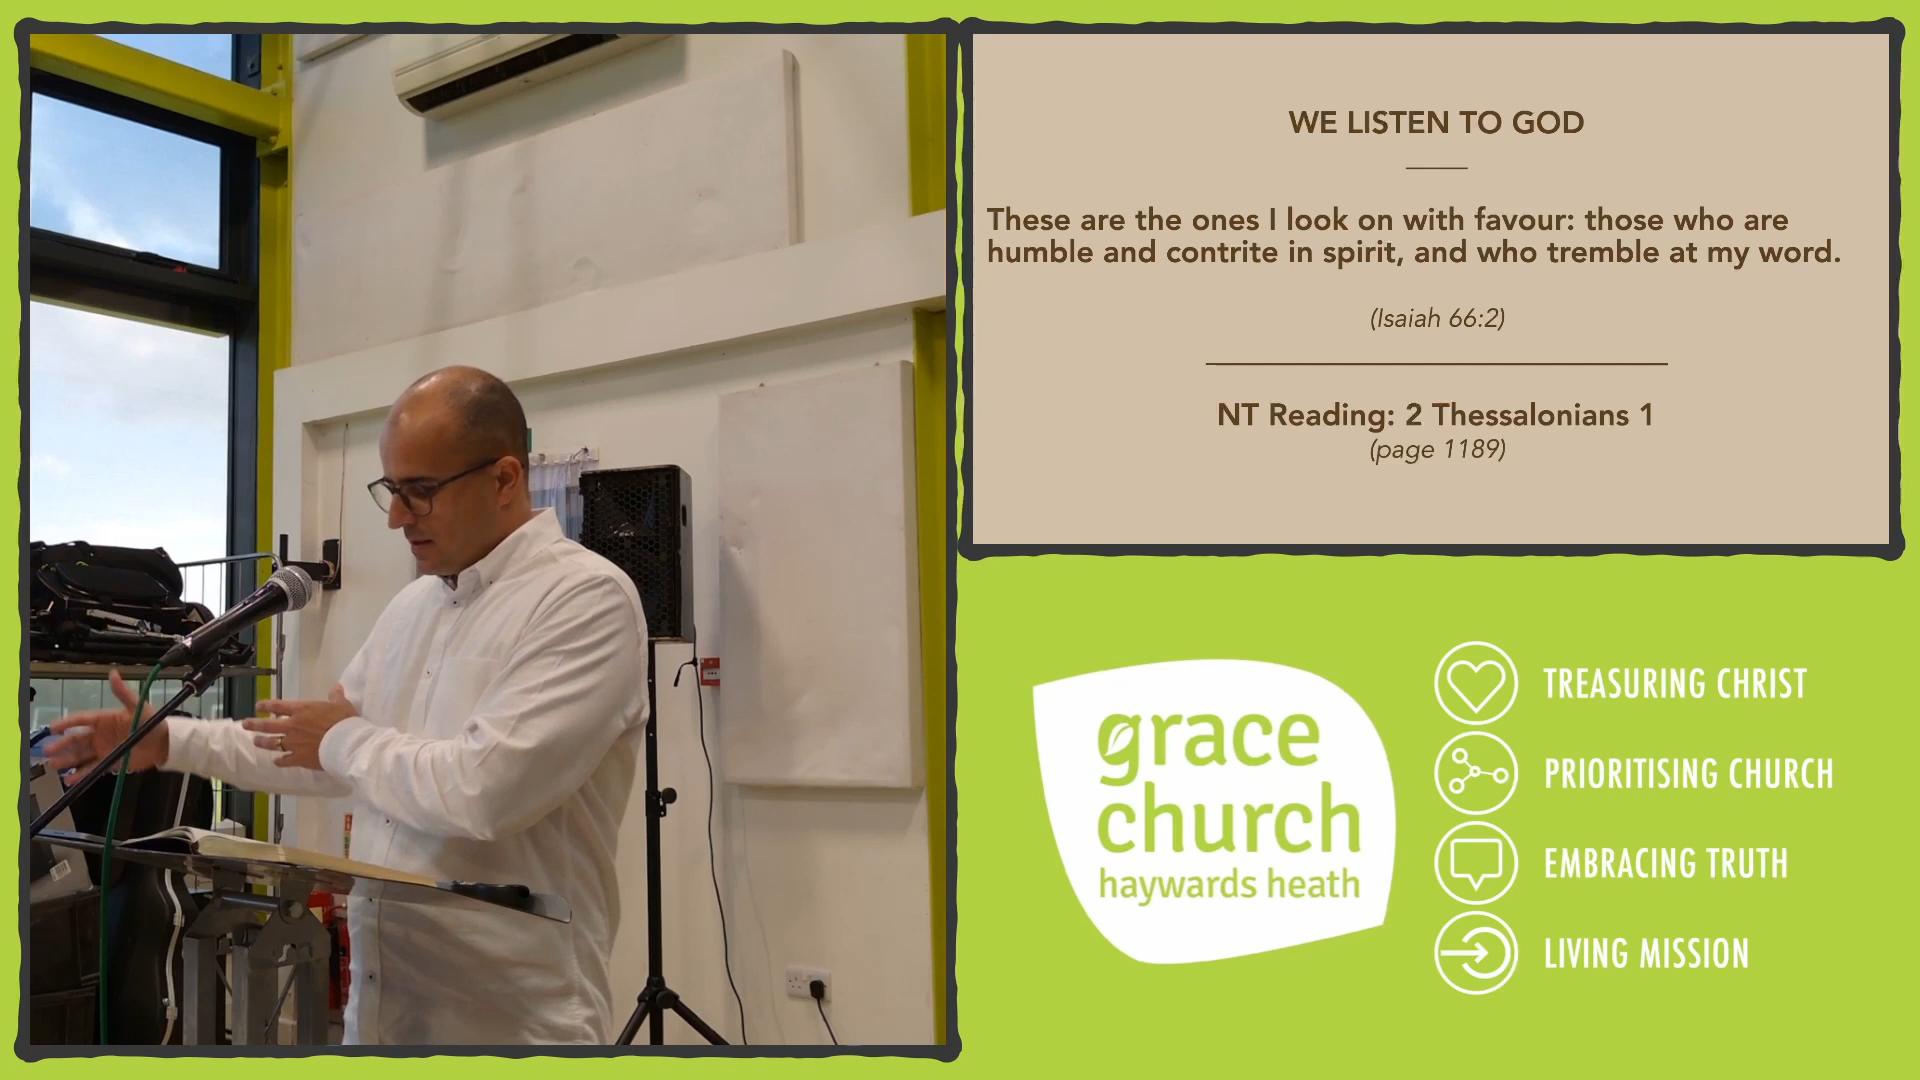 WE LISTEN TO GOD
These are the ones I look on with favour: those who are
humble and contrite in spirit, and who tremble at my word.
(Isaiah 66:2)
NT Reading: 2 Thessalonians 1
(page 1189)
grace
church
haywards heath
TREASURING CHRIST
PRIORITISING CHURCH
EMBRACING TRUTH
LIVING MISSION